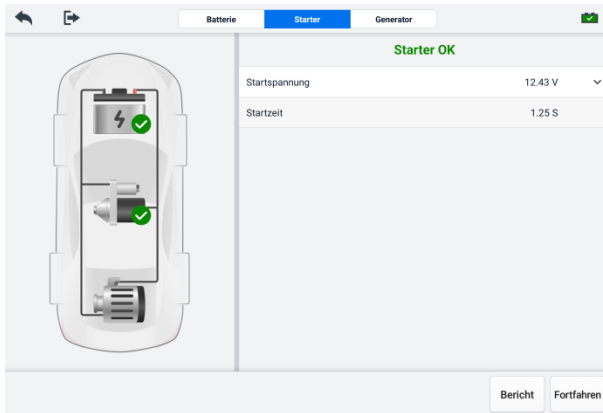 Batterie Starter Generator
Starter OK
Startspannung 12.43 V
Startzeit 1.25 S
Bericht Fortfahren